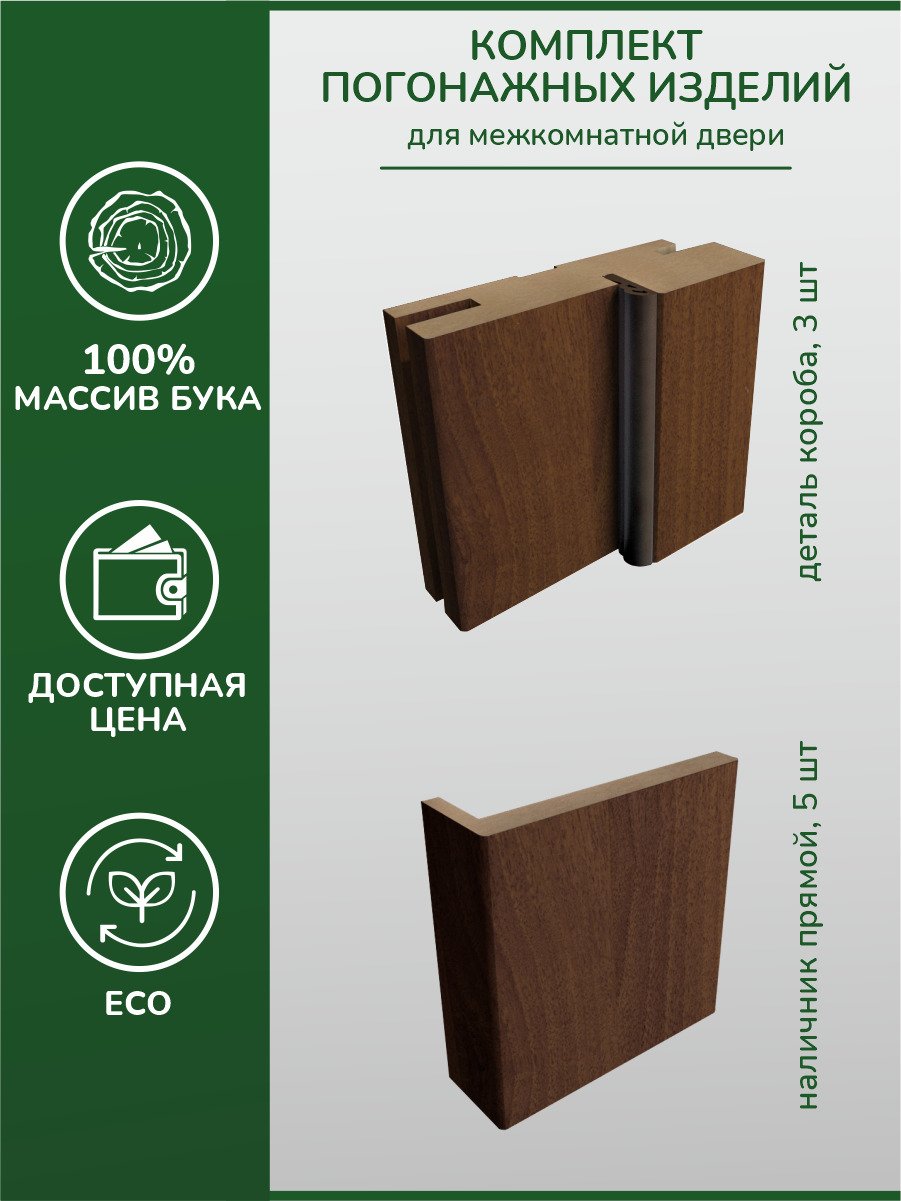 КОМПЛЕКТ
ПОГОНАЖНЫХ ИЗДЕЛИЙ
для межкомнатной двери
100%
МАССИВ БУКА
ДОСТУПНАЯ
ЦЕНА
ECO
деталь короба, 3 шт
наличник прямой, 5 шт